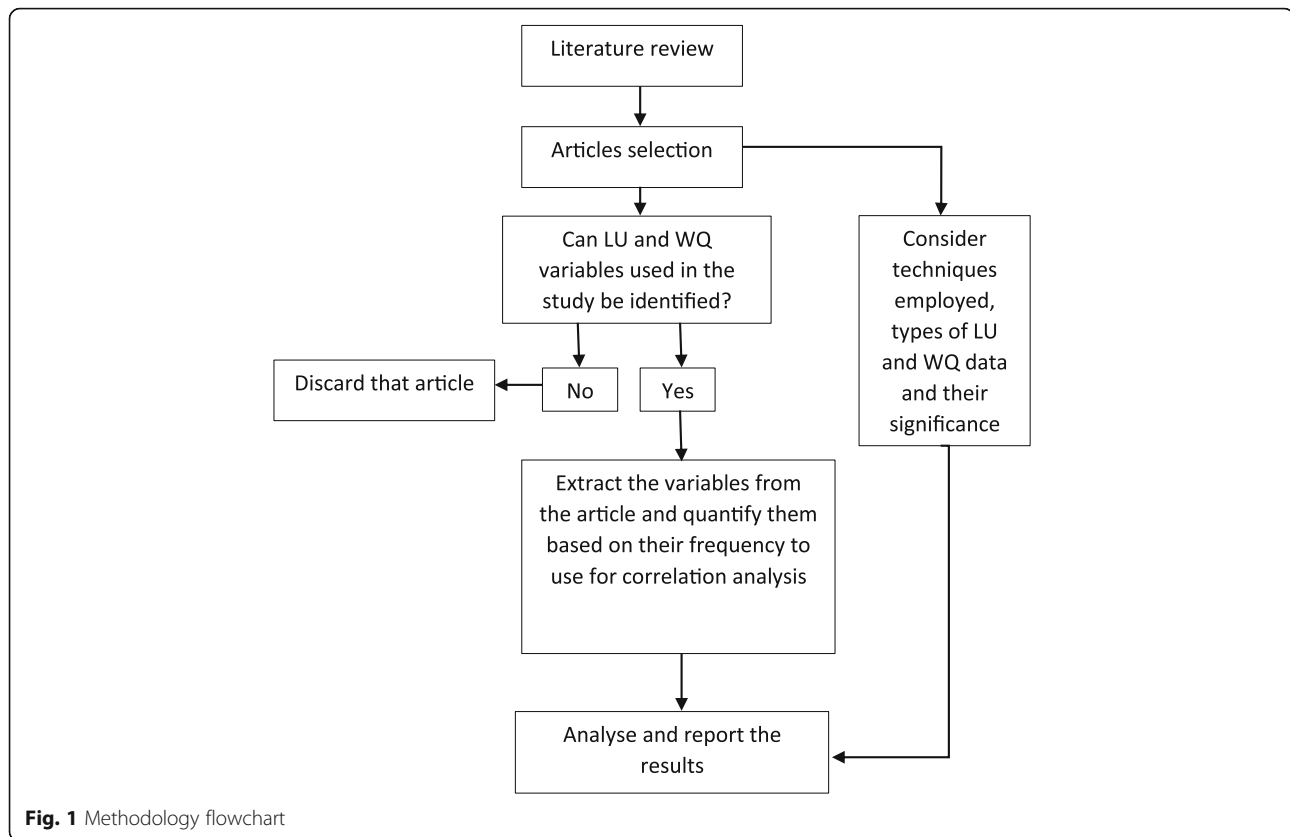 Literature review
Articles selection
Can LU and WQ
variables used in the
study be identified?
Consider
techniques
employed,
types of LU
and WQ data
and their
significance
Discard that article
No
Yes
Extract the variables from
the article and quantify them
based on their frequency to
use for correlation analysis
Analyse and report the
results
Fig. 1 Methodology flowchart